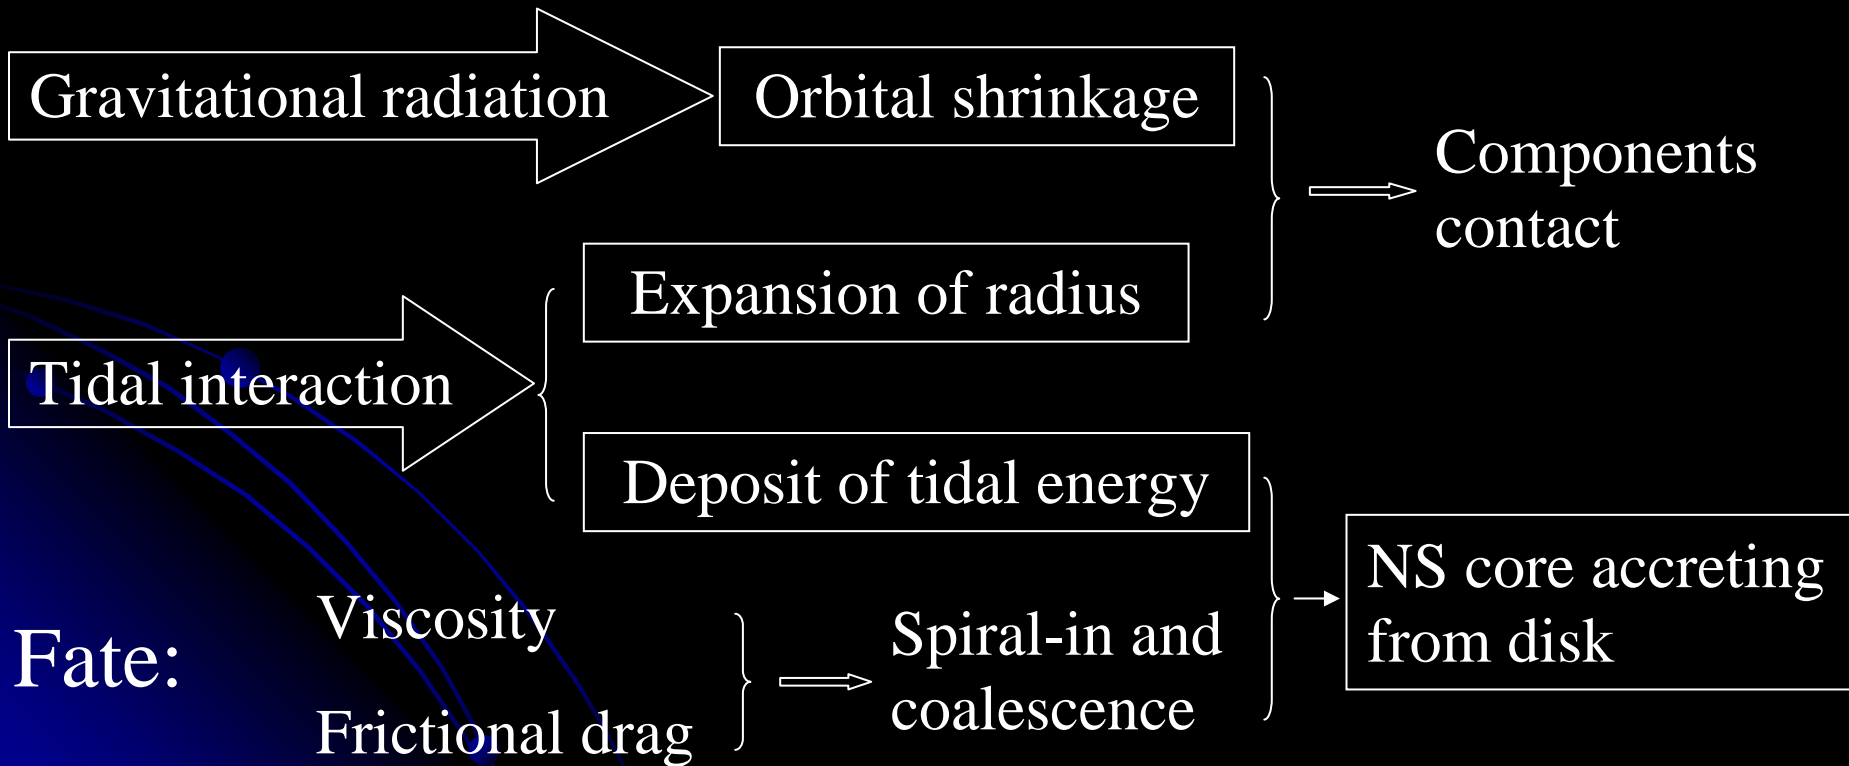 Gravitational radiation
Orbital shrinkage
Components
contact
Expansion of radius
Tidal interaction
Deposit of tidal energy
NS core accreting
from disk
Fate:
Viscosity
Frictional drag
Spiral-in and
coalescence